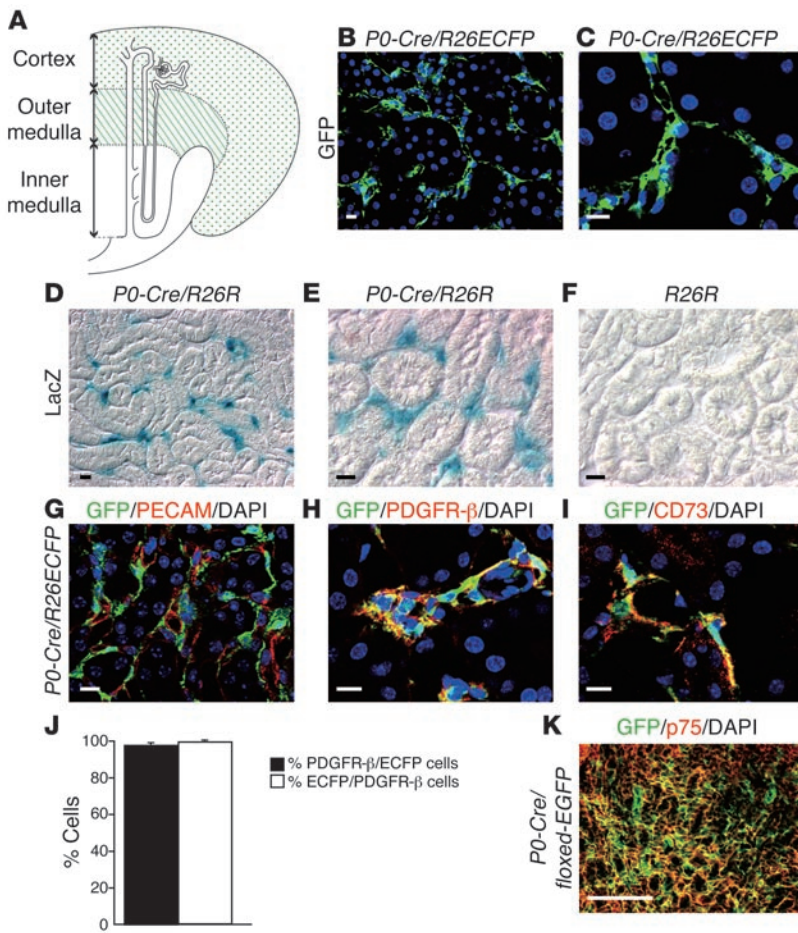 A
Cortex
Outer
medulla
Inner
medulla
B P0-Cre/R26ECFP
GFP
C P0-Cre/R26ECFP
D P0-Cre/R26R
LacZ
E P0-Cre/R26R
F R26R
P0-Cre/R26ECFP
G GFP/PECAM/DAPI
H GFP/PDGFR-β/DAPI
I GFP/CD73/DAPI
J
% Cells
100
80
60
40
20
0
% PDGFR-β/ECFP cells
% ECFP/PDGFR-β cells
K GFP/p75/DAPI
P0-Cre/
floxed-EGFP